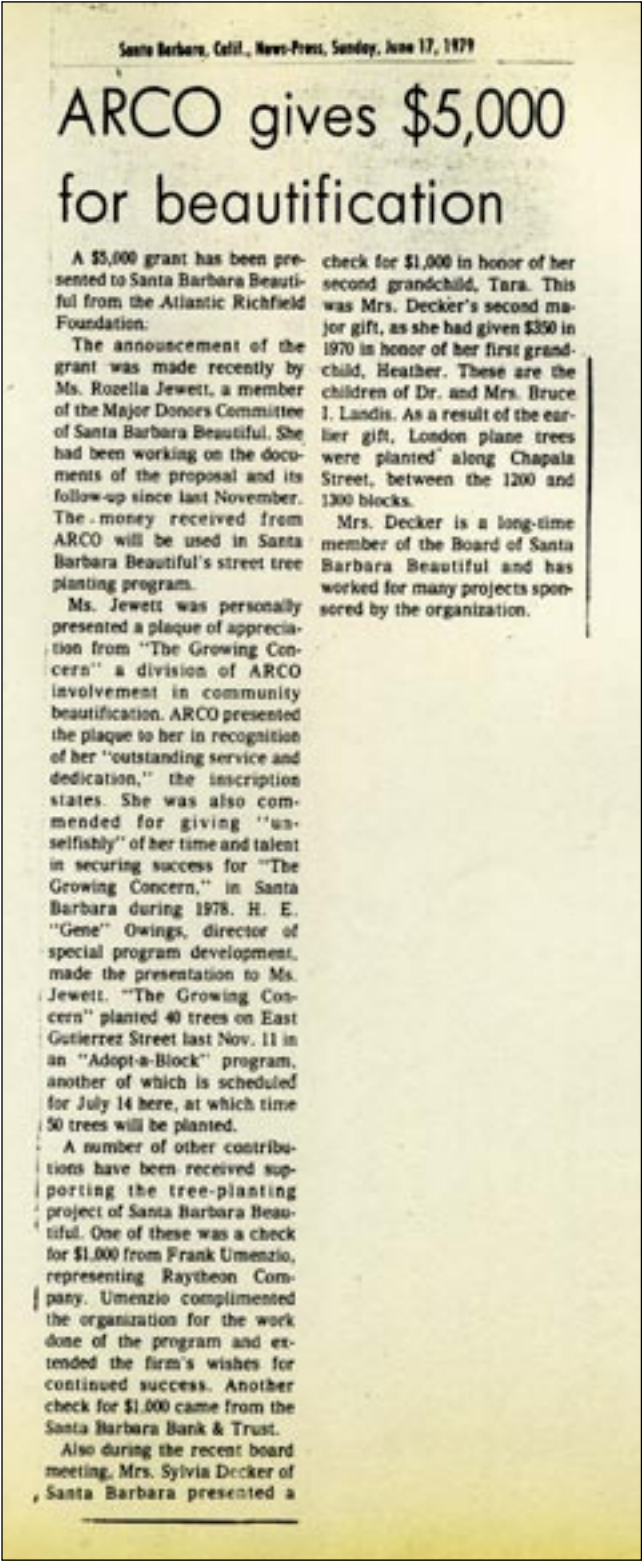 Santa Barbara, Calif., News-Press, Sunday, June 17, 1979
ARCO gives $5,000
for beautification
A $5,000 grant has been pre-
sented to Santa Barbara Beauti-
ful from the Atlantic Richfield
Foundation.
The announcement of the
grant was made recently by
Ms. Rozella Jewett, a member
of the Major Donors Committee
of Santa Barbara Beautiful. She
had been working on the docu-
ments of the proposal and its
follow-up since last November.
The money received from
ARCO will be used in Santa
Barbara Beautiful's street tree
planting program.
Ms. Jewett was personally
presented a plaque of apprecia-
tion from "The Growing Con-
cern" a division of ARCO
involvement in community
beautification. ARCO presented
the plaque to her in recognition
of her "outstanding service and
dedication," the inscription
states. She was also com-
mended for giving "un-
selfishly" of her time and talent
in securing success for "The
Growing Concern," in Santa
Barbara during 1978. H. E.
"Gene" Owings, director of
special program development,
made the presentation to Ms.
Jewett. "The Growing Con-
cern" planted 40 trees on East
Gutierrez Street last Nov. 11 in
an "Adopt-a-Block" program,
another of which is scheduled
for July 14 here, at which time
50 trees will be planted.
A number of other contribu-
tions have been received sup-
porting the tree-planting
project of Santa Barbara Beau-
tiful. One of these was a check
for $1,000 from Frank Umenzio,
representing Raytheon Com-
pany. Umenzio complimented
the organization for the work
done of the program and ex-
tended the firm's wishes for
continued success. Another
check for $1,000 came from the
Santa Barbara Bank & Trust.
Also during the recent board
meeting, Mrs. Sylvia Decker of
Santa Barbara presented a
check for $1,000 in honor of her
second grandchild, Tara. This
was Mrs. Decker's second ma-
jor gift, as she had given $350 in
1970 in honor of her first grand-
child, Heather. These are the
children of Dr. and Mrs. Bruce
I. Landis. As a result of the ear-
lier gift, London plane trees
were planted along Chapala
Street, between the 1200 and
1300 blocks.
Mrs. Decker is a long-time
member of the Board of Santa
Barbara Beautiful and has
worked for many projects spon-
sored by the organization.